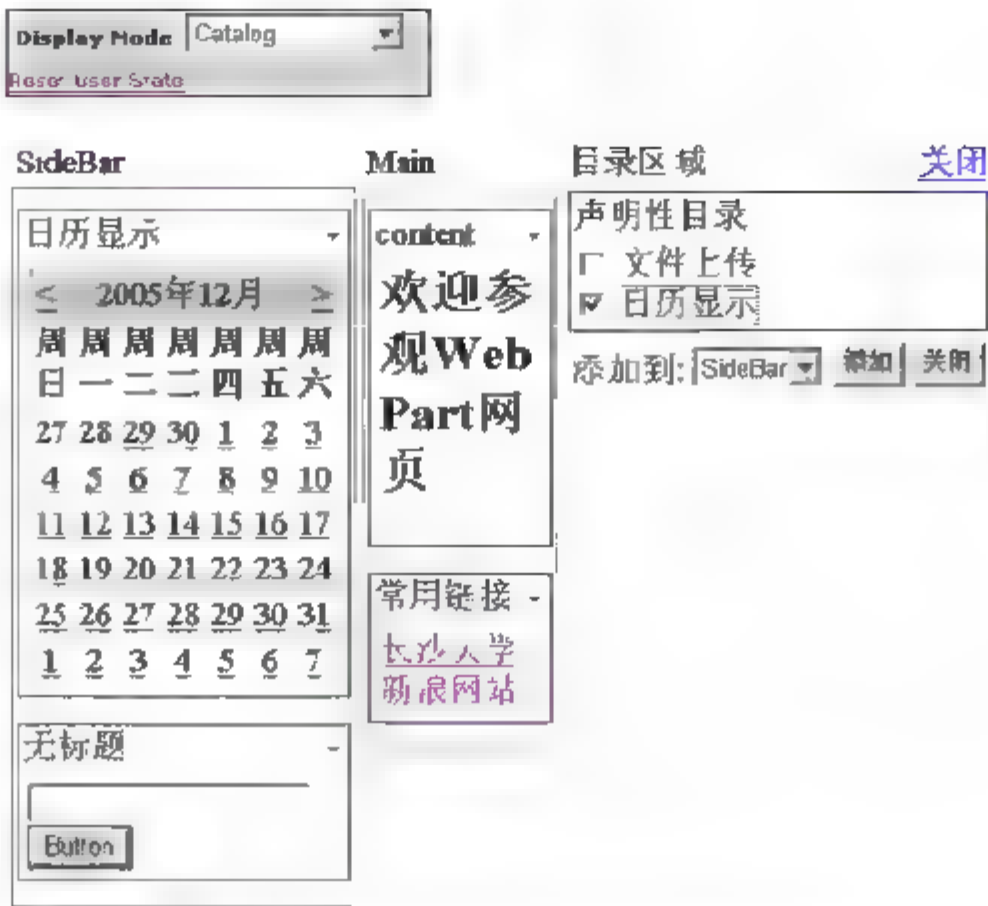 Display Mode Catalog
Reset User State
SideBar
日历显示
< 2005年12月 >
周 周 周 周 周 周 周
日 一 二 三 四 五 六
27 28 29 30 1 2 3
4 5 6 7 8 9 10
11 12 13 14 15 16 17
18 19 20 21 22 23 24
25 26 27 28 29 30 31
1 2 3 4 5 6 7
无标题
Button
Main
content
欢迎参
观Web
Part网
页
常用链接
长沙大学
新浪网站
目录区域 关闭
声明性目录
文件上传
日历显示
添加到: SideBar 添加 关闭